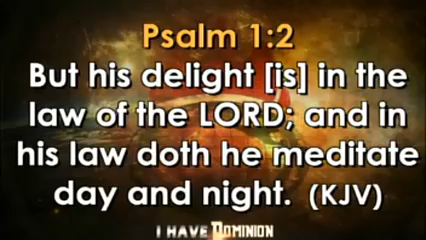 Psalm 1:2
But his delight [is] in the
law of the LORD; and in
his law doth he meditate
day and night. (KJV)
I HAVE DOMINION